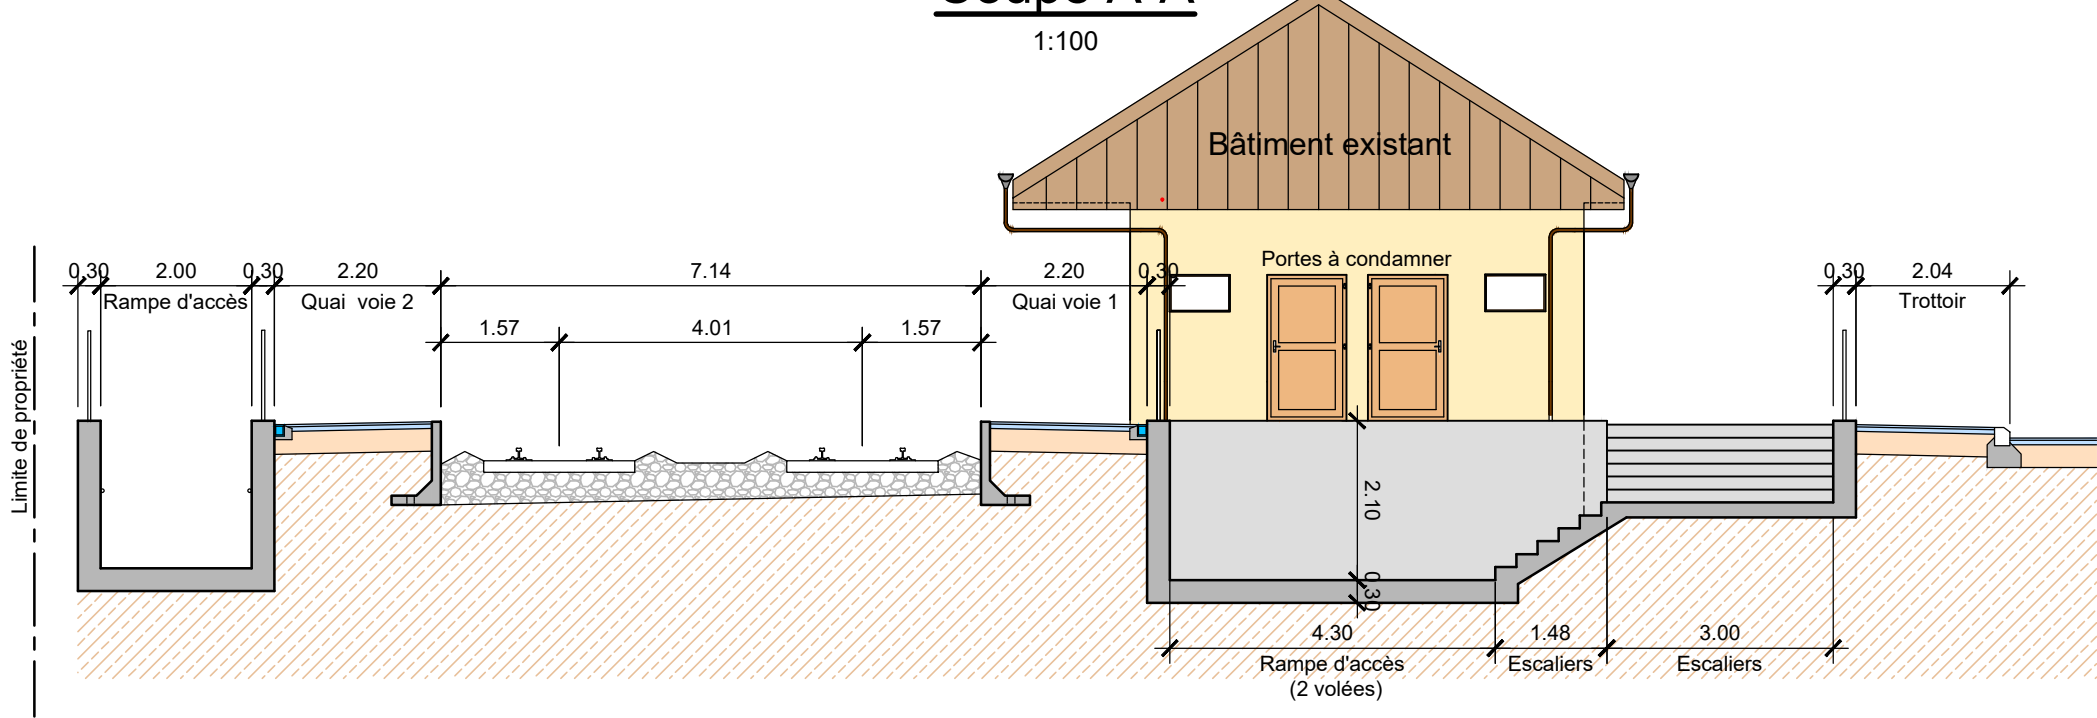 Coupe A-A
1:100
Bâtiment existant
Portes à condamner
0.30 2.00 0.30 2.20 7.14 2.20 0.30 0.30 2.04
Rampe d'accès Quai voie 2 Quai voie 1 Trottoir
1.57 4.01 1.57
Limite de propriété
2.10
0.30
4.30 1.48 3.00
Rampe d'accès Escaliers Escaliers
(2 volées)